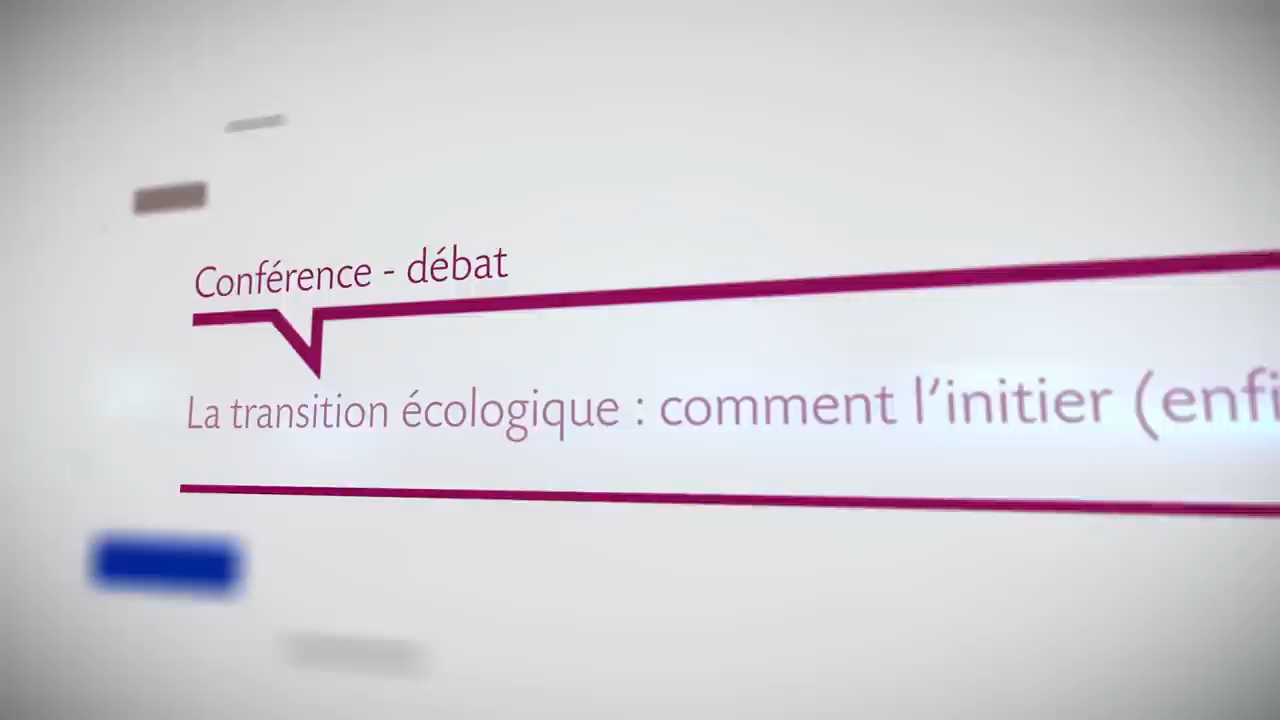 Conférence - débat
La transition écologique : comment l’initier (enfi